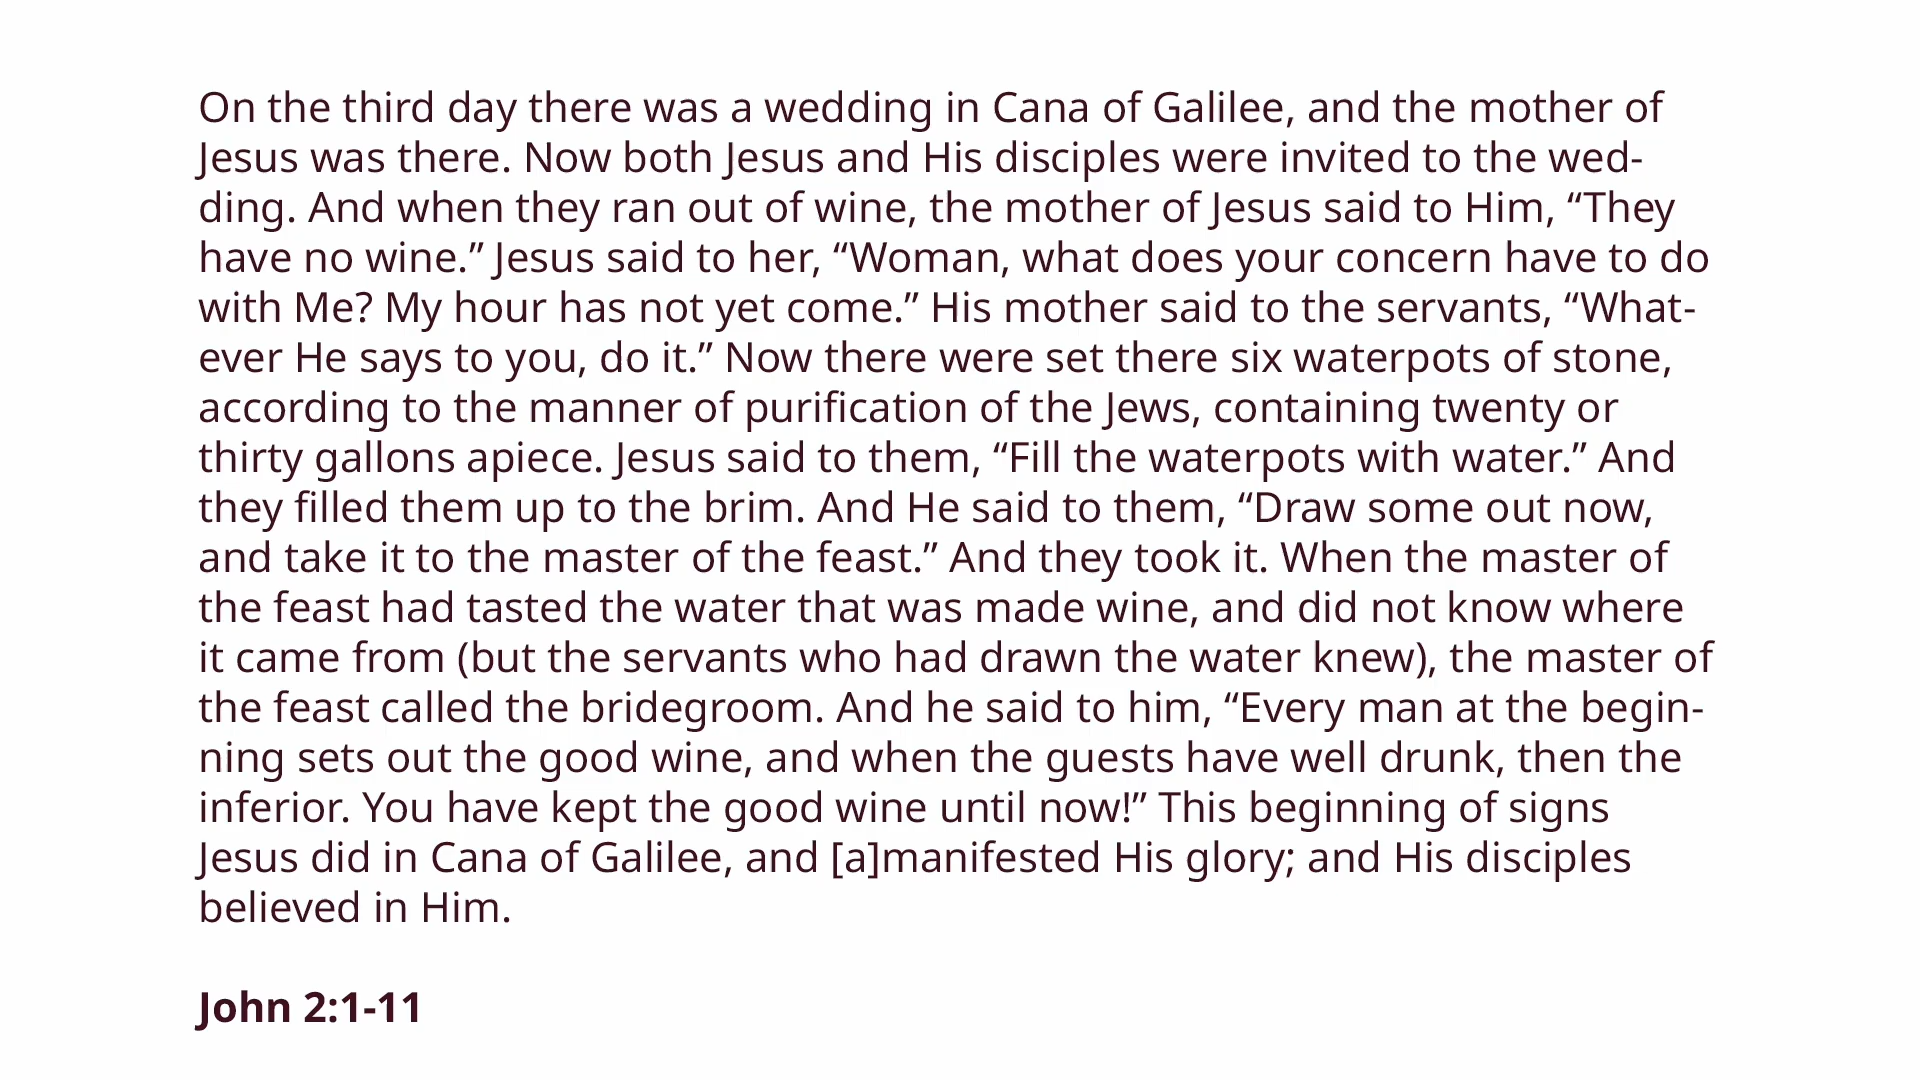 On the third day there was a wedding in Cana of Galilee, and the mother of
Jesus was there. Now both Jesus and His disciples were invited to the wed-
ding. And when they ran out of wine, the mother of Jesus said to Him, “They
have no wine.” Jesus said to her, “Woman, what does your concern have to do
with Me? My hour has not yet come.” His mother said to the servants, “What-
ever He says to you, do it.” Now there were set there six waterpots of stone,
according to the manner of purification of the Jews, containing twenty or
thirty gallons apiece. Jesus said to them, “Fill the waterpots with water.” And
they filled them up to the brim. And He said to them, “Draw some out now,
and take it to the master of the feast.” And they took it. When the master of
the feast had tasted the water that was made wine, and did not know where
it came from (but the servants who had drawn the water knew), the master of
the feast called the bridegroom. And he said to him, “Every man at the begin-
ning sets out the good wine, and when the guests have well drunk, then the
inferior. You have kept the good wine until now!” This beginning of signs
Jesus did in Cana of Galilee, and [a]manifested His glory; and His disciples
believed in Him.
John 2:1-11